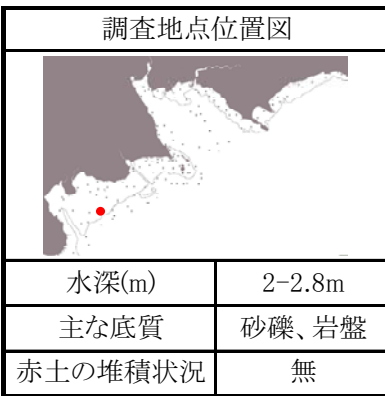 調査地点位置図
水深(m) 2-2.8m
主な底質 砂礫、岩盤
赤土の堆積状況 無